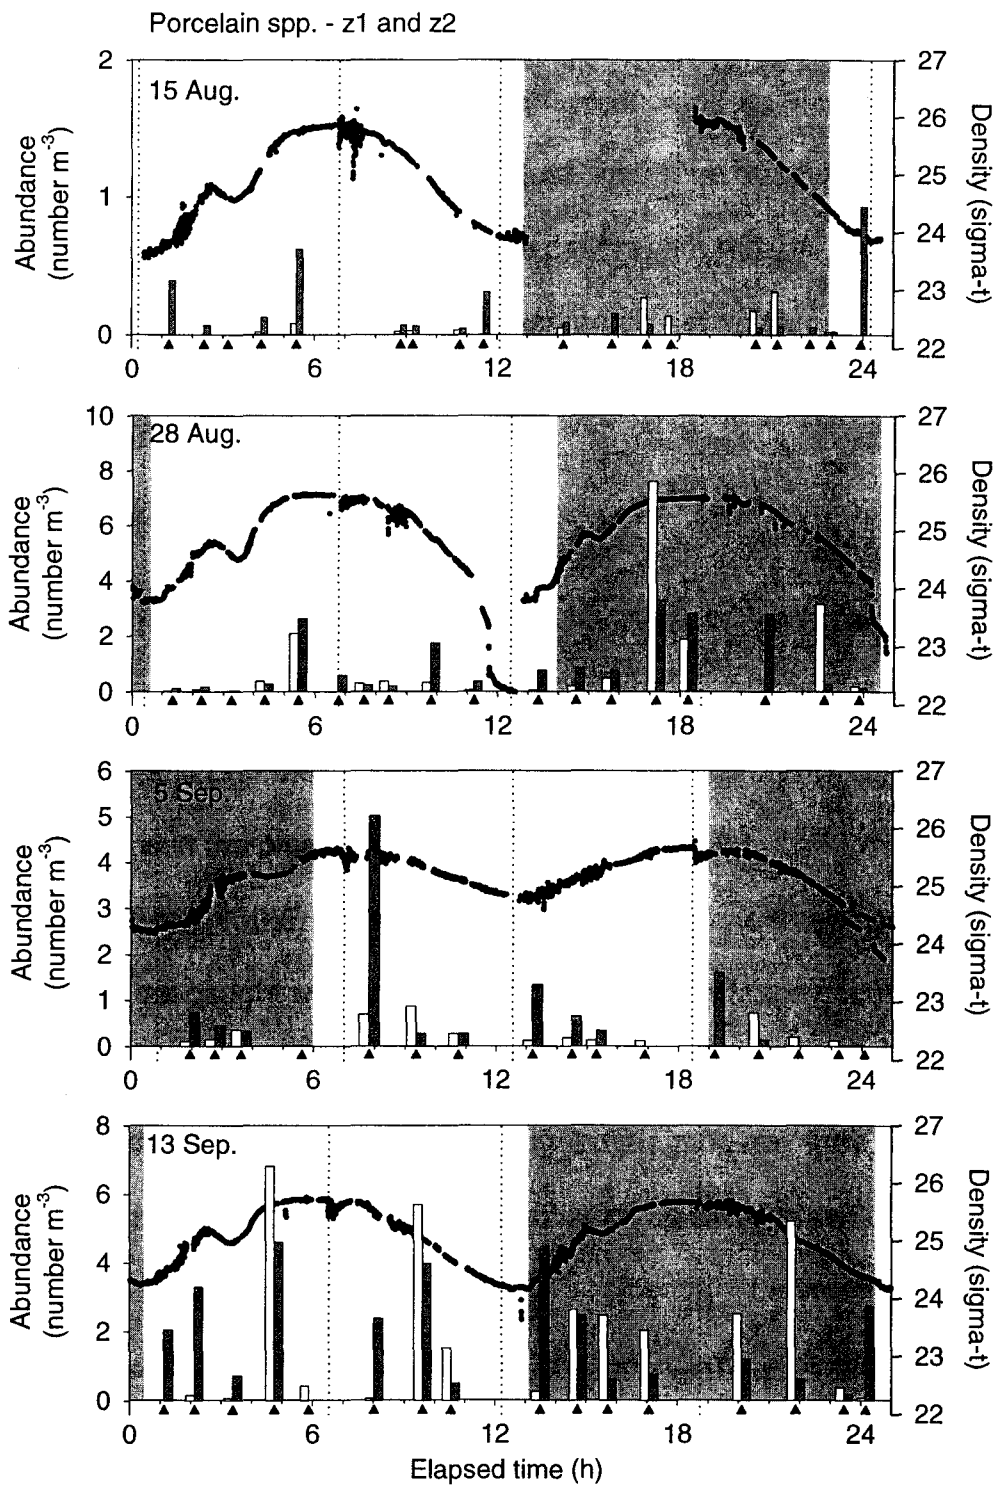 Porcelain spp. - z1 and z2
2
27
15 Aug.
26
25
1
24
23
0
22
0 6 12 18 24
Abundance
(number m⁻³)
Density (sigma-t)
10
27
28 Aug.
8
26
6
25
4
24
2
23
0
22
0 6 12 18 24
Abundance
(number m⁻³)
Density (sigma-t)
6
27
5 Sep.
5
26
4
25
3
24
2
23
1
0
22
0 6 12 18 24
Abundance
(number m⁻³)
Density (sigma-t)
8
27
13 Sep.
6
26
25
4
24
2
23
0
22
0 6 12 18 24
Abundance
(number m⁻³)
Density (sigma-t)
Elapsed time (h)